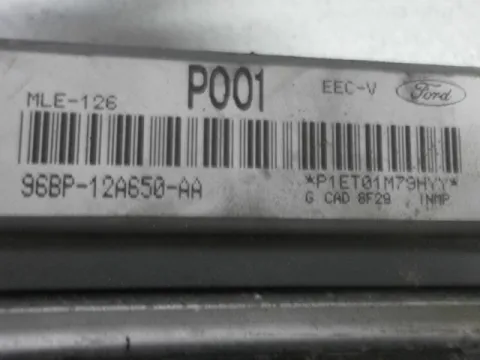 P001 EEC-V Ford
MLE-126
96BP-12A650-AA *P1ET01M79HYY*
G CAD 8F29 INMP